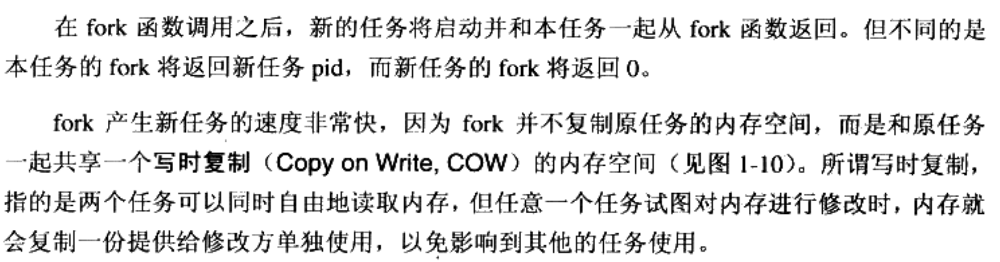 在 fork 函数调用之后，新的任务将启动并和本任务一起从 fork 函数返回。但不同的是
本任务的 fork 将返回新任务 pid，而新任务的 fork 将返回 0。
fork 产生新任务的速度非常快，因为 fork 并不复制原任务的内存空间，而是和原任务
一起共享一个写时复制（Copy on Write, COW）的内存空间（见图 1-10）。所谓写时复制，
指的是两个任务可以同时自由地读取内存，但任意一个任务试图对内存进行修改时，内存就
会复制一份提供给修改方单独使用，以免影响到其他的任务使用。